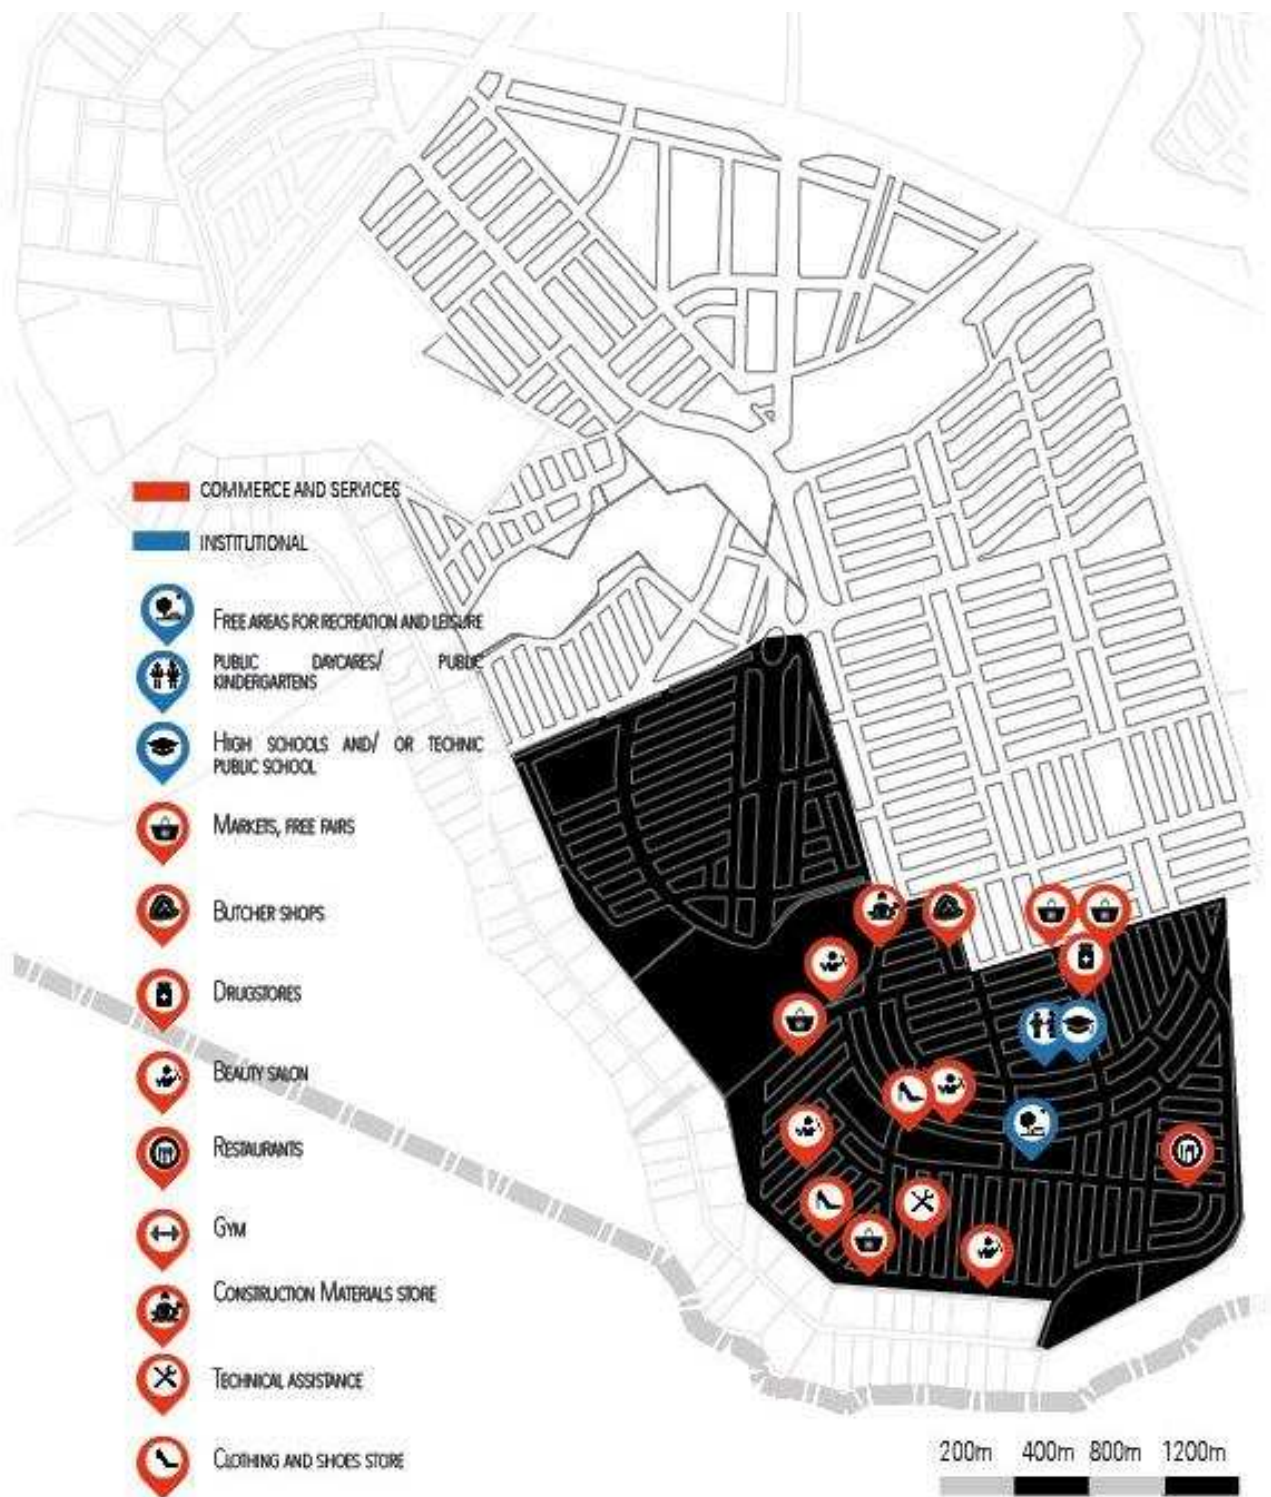 COMMERCE AND SERVICES
INSTITUTIONAL
FREE AREAS FOR RECREATION AND LEISURE
PUBLIC DAYCARES/ PUBLIC
KINDERGARTENS
HIGH SCHOOLS AND/ OR TECHNIC
PUBLIC SCHOOL
MARKETS, FREE FAIRS
BUTCHER SHOPS
DRUGSTORES
BEAUTY SALON
RESTAURANTS
GYM
CONSTRUCTION MATERIALS STORE
TECHNICAL ASSISTANCE
CLOTHING AND SHOES STORE
200m 400m 800m 1200m